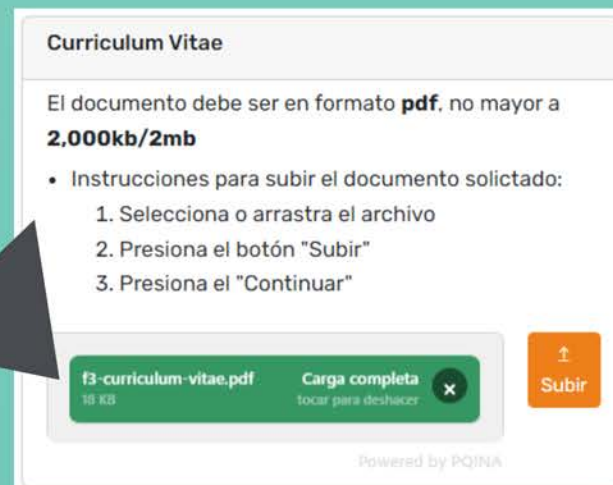 Curriculum Vitae
El documento debe ser en formato pdf, no mayor a
2,000kb/2mb
• Instrucciones para subir el documento solictado:
1. Selecciona o arrastra el archivo
2. Presiona el botón "Subir"
3. Presiona el "Continuar"
f3-curriculum-vitae.pdf Carga completa
18 KB tocar para deshacer
Subir
Powered by PQINA